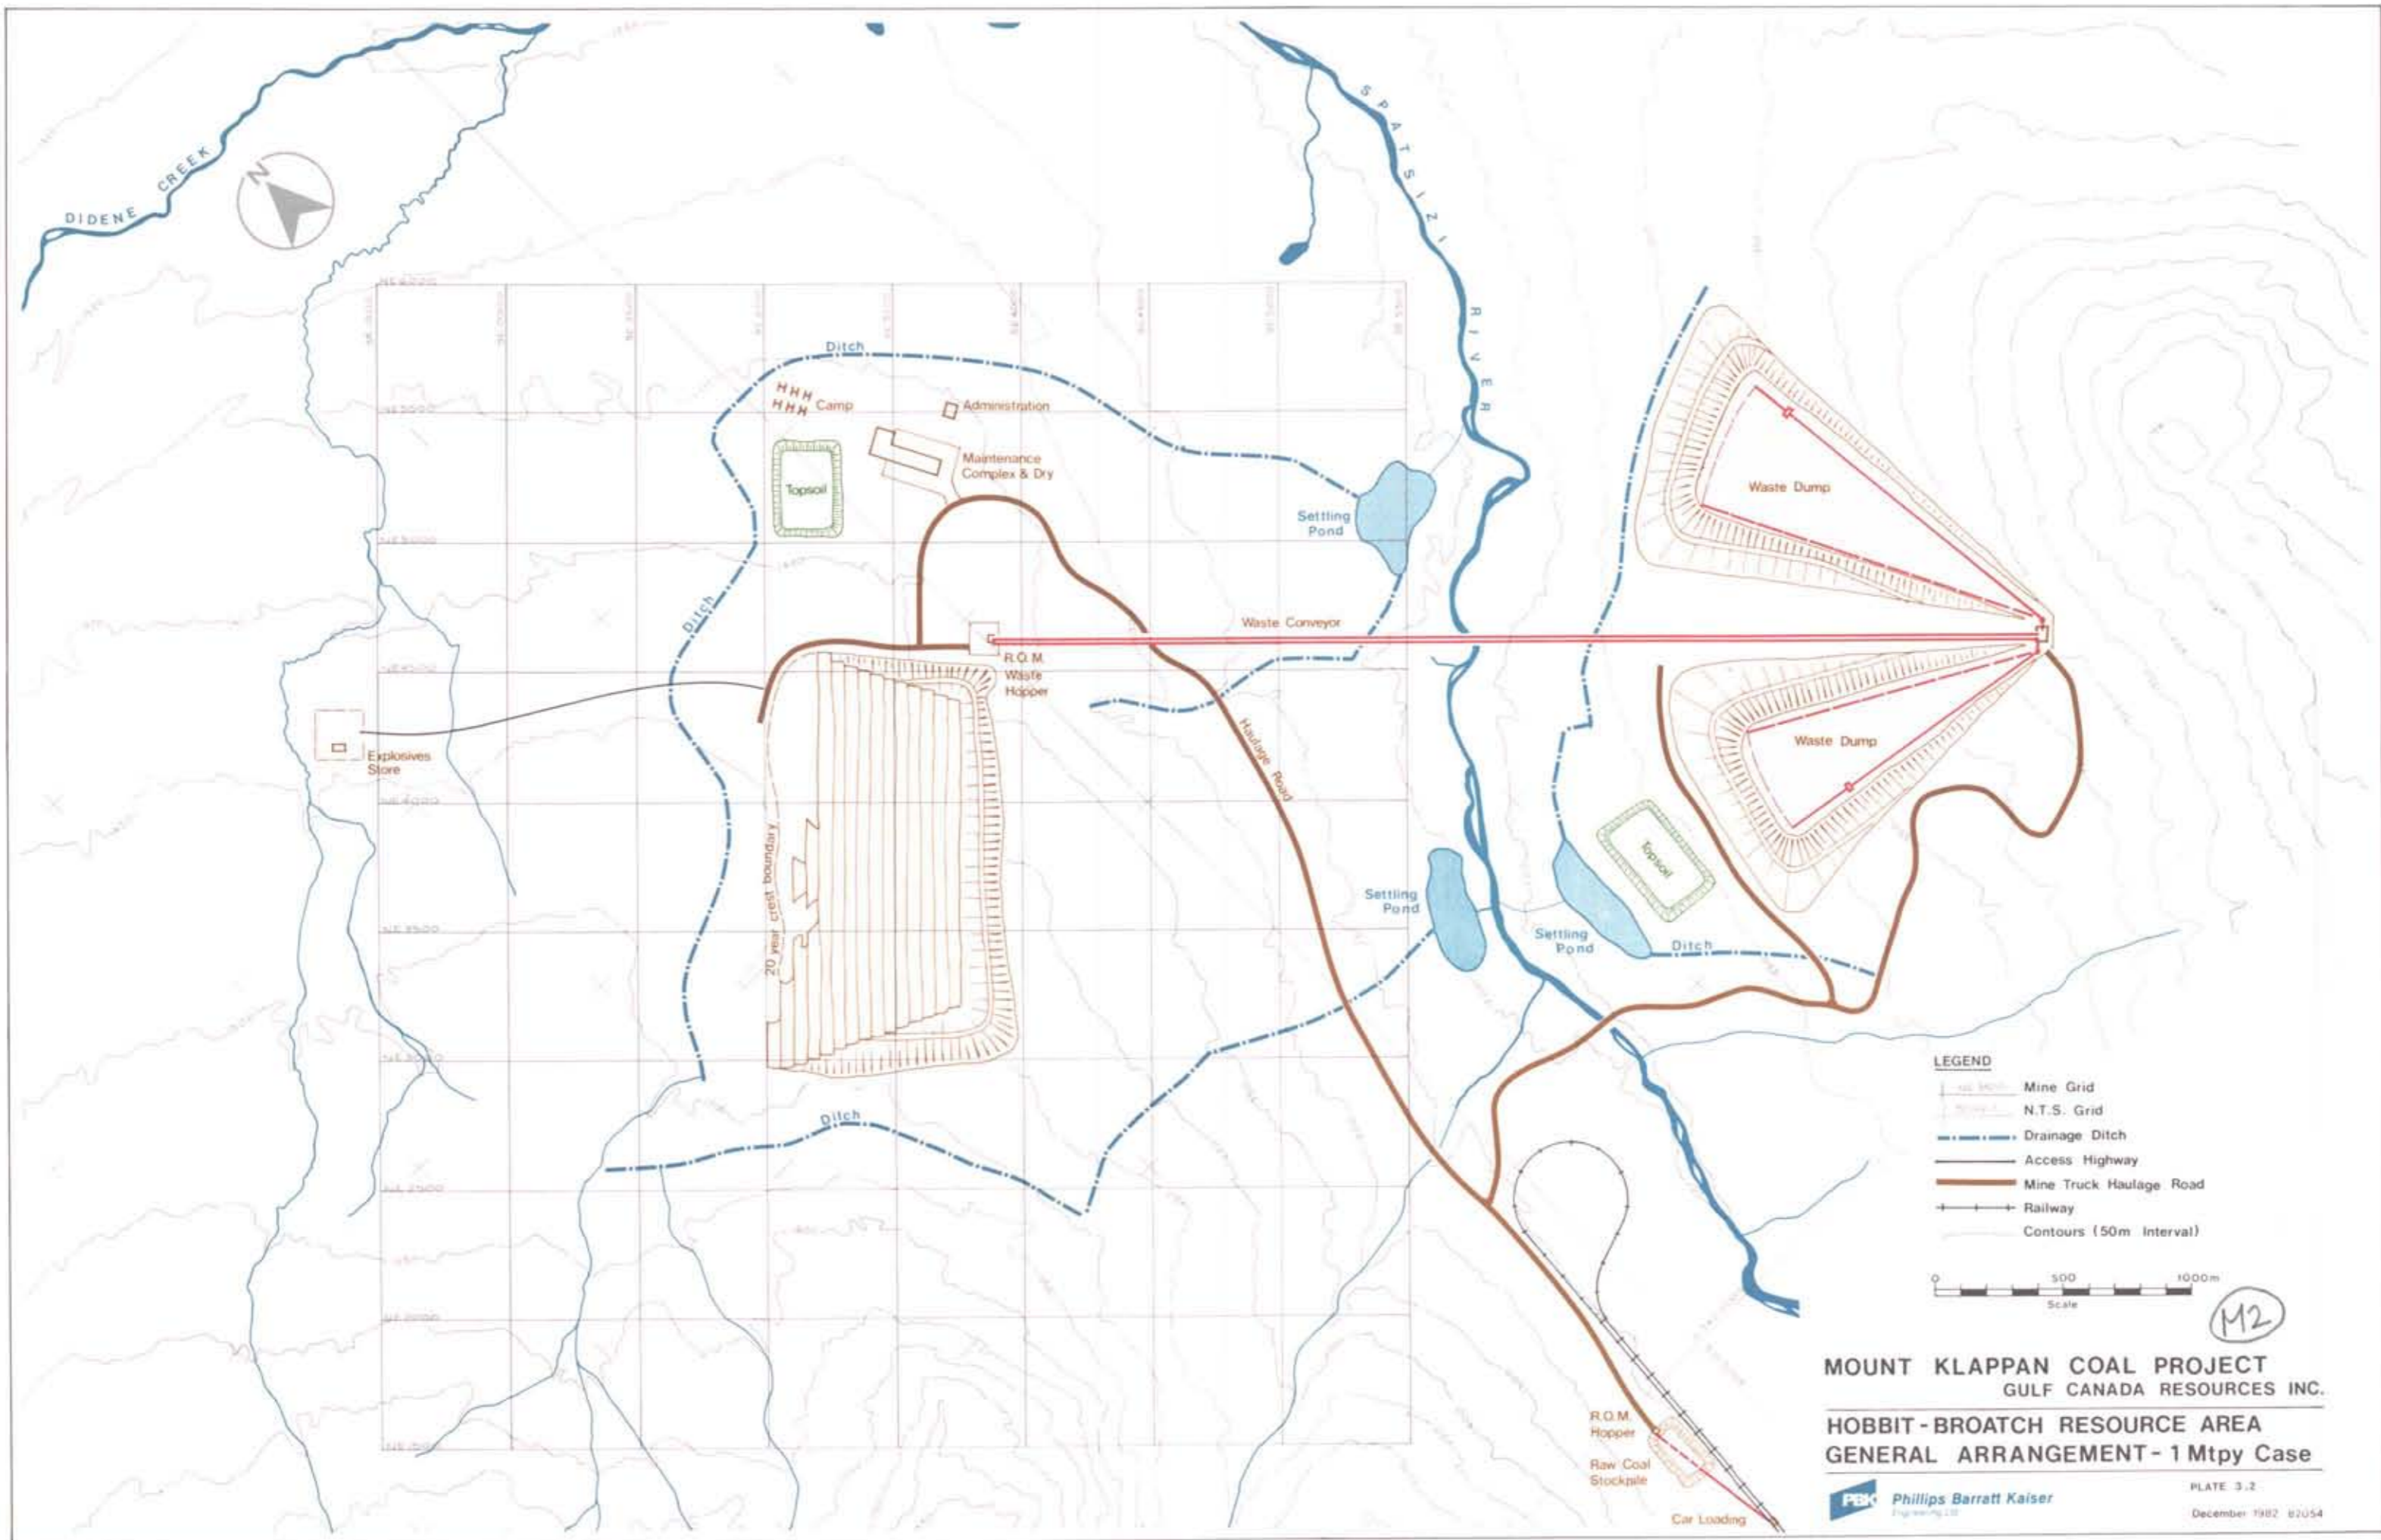 DIDENE CREEK
N
SPATSIZI RIVER
Ditch
Camp
Administration
Maintenance
Complex & Dry
Topsoil
Settling
Pond
Ditch
Waste Dump
Waste Conveyor
R.O.M.
Waste
Hopper
Explosives
Store
Haulage Road
Waste Dump
20 year crest boundary
Topsoil
Settling
Pond
Settling
Pond
Ditch
Ditch
LEGEND
Mine Grid
N.T.S. Grid
Drainage Ditch
Access Highway
Mine Truck Haulage Road
Railway
Contours (50m Interval)
0 500 1000m
Scale
M2
MOUNT KLAPPAN COAL PROJECT
GULF CANADA RESOURCES INC.
HOBBIT-BROATCH RESOURCE AREA
GENERAL ARRANGEMENT - 1 Mtpy Case
R.O.M.
Hopper
Raw Coal
Stockpile
Car Loading
PBK Phillips Barratt Kaiser
Engineering Ltd
PLATE 3.2
December 1982 82054